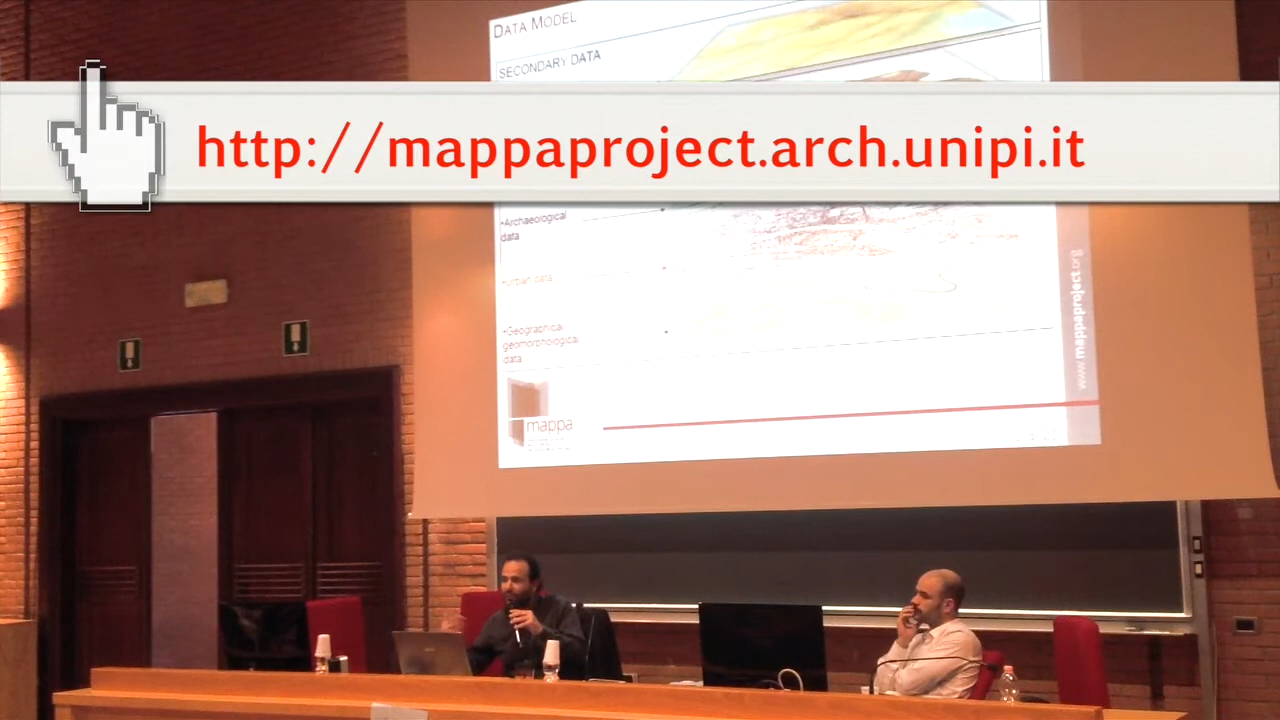 DATA MODEL
SECONDARY DATA
http://mappaproject.arch.unipi.it
•Archaeological
data
•Urban data
•Geographical
geomorphological
data
www.mappaproject.org
mappa